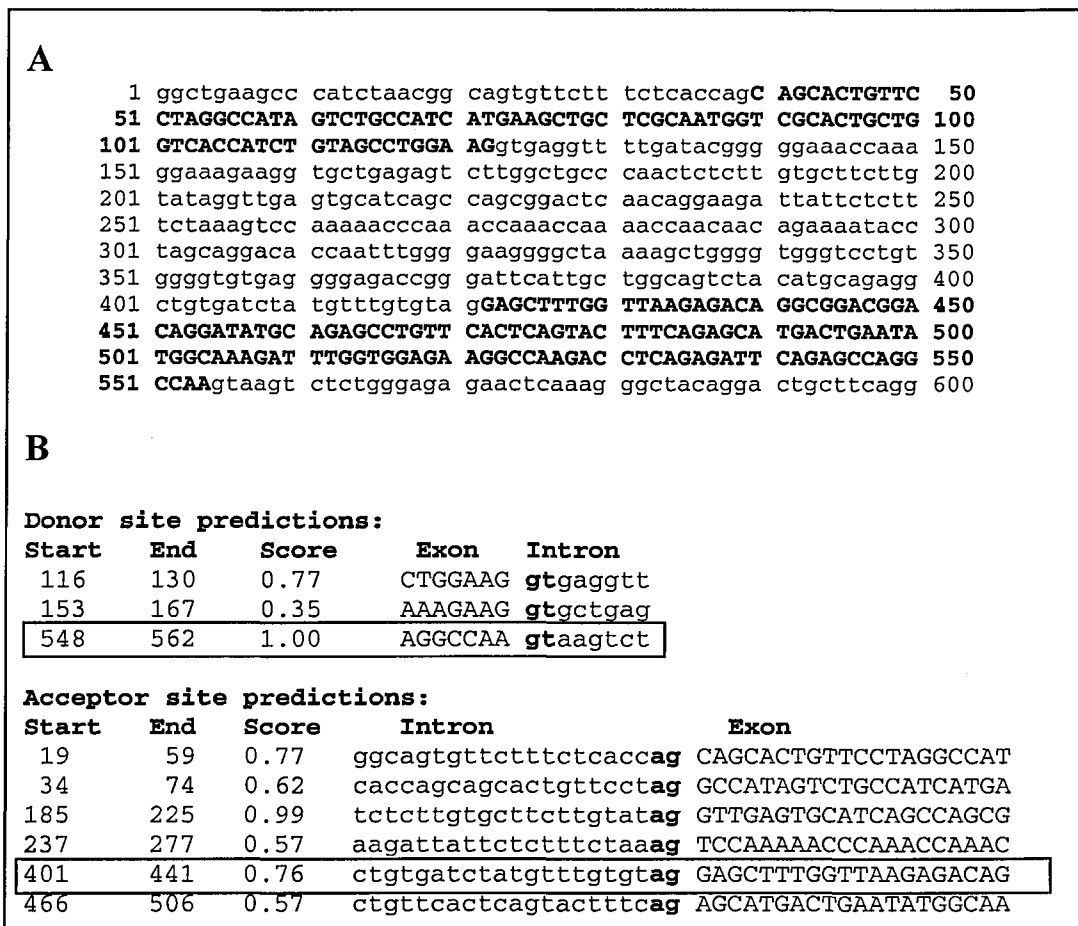 A
1 ggctgaagcc catctaacgg cagtgttctt tctcaccagC AGCACTGTTC 50
51 CTAGGCCATA GTCTGCCATC ATGAAGCTGC TCGCAATGGT CGCACTGCTG 100
101 GTCACCATCT GTAGCCTGGA AGgtgaggtt ttgatacggg ggaaaccaaa 150
151 ggaaagaagg tgctgagagt cttggctgcc caactctctt gtgcttcttg 200
201 tataggttga gtgcatcagc cagcggactc aacaggaaga ttattctctt 250
251 tctaaagtcc aaaaacccaa accaaaccaa aaccaacaac agaaaatacc 300
301 tagcaggaca ccaatttggg gaaggggcta aaagctgggg tgggtcctgt 350
351 ggggtgtgag gggagaccgg gattcattgc tggcagtcta catgcagagg 400
401 ctgtgatcta tgtttgtgta gGAGCTTTGG TTAAGAGACA GGCGGACGGA 450
451 CAGGATATGC AGAGCCTGTT CACTCAGTAC TTTCAGAGCA TGACTGAATA 500
501 TGGCAAAGAT TTGGTGGAGA AGGCCAAGAC CTCAGAGATT CAGAGCCAGG 550
551 CCAAgtaagt ctctgggaga gaactcaaag ggctacagga ctgcttcagg 600
B
Donor site predictions:
Start End Score Exon Intron
116 130 0.77 CTGGAAG gtgaggtt
153 167 0.35 AAAGAAG gtgctgag
548 562 1.00 AGGCCAA gtaagtct
Acceptor site predictions:
Start End Score Intron Exon
19 59 0.77 ggcagtgttctttctcaccag CAGCACTGTTCCTAGGCCAT
34 74 0.62 caccagcagcactgttcctag GCCATAGTCTGCCATCATGA
185 225 0.99 tctcttgtgcttcttgtatag GTTGAGTGCATCAGCCAGCG
237 277 0.57 aagattattctctttctaaag TCCAAAAACCCAAACCAAAC
401 441 0.76 ctgtgatctatgtttgtgtag GAGCTTTGGTTAAGAGACAG
466 506 0.57 ctgttcactcagtactttcag AGCATGACTGAATATGGCAA